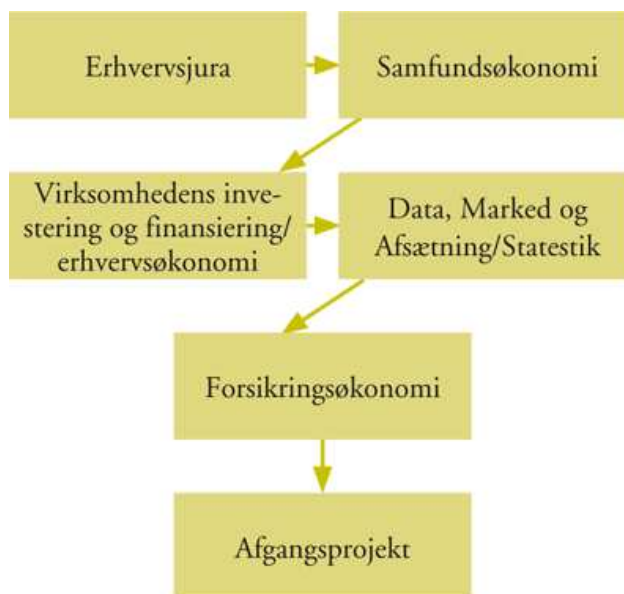 Erhvervsjura
Samfundsøkonomi
Virksomhedens inve-
stering og finansiering/
erhvervsøkonomi
Data, Marked og
Afsætning/Statestik
Forsikringsøkonomi
Afgangsprojekt